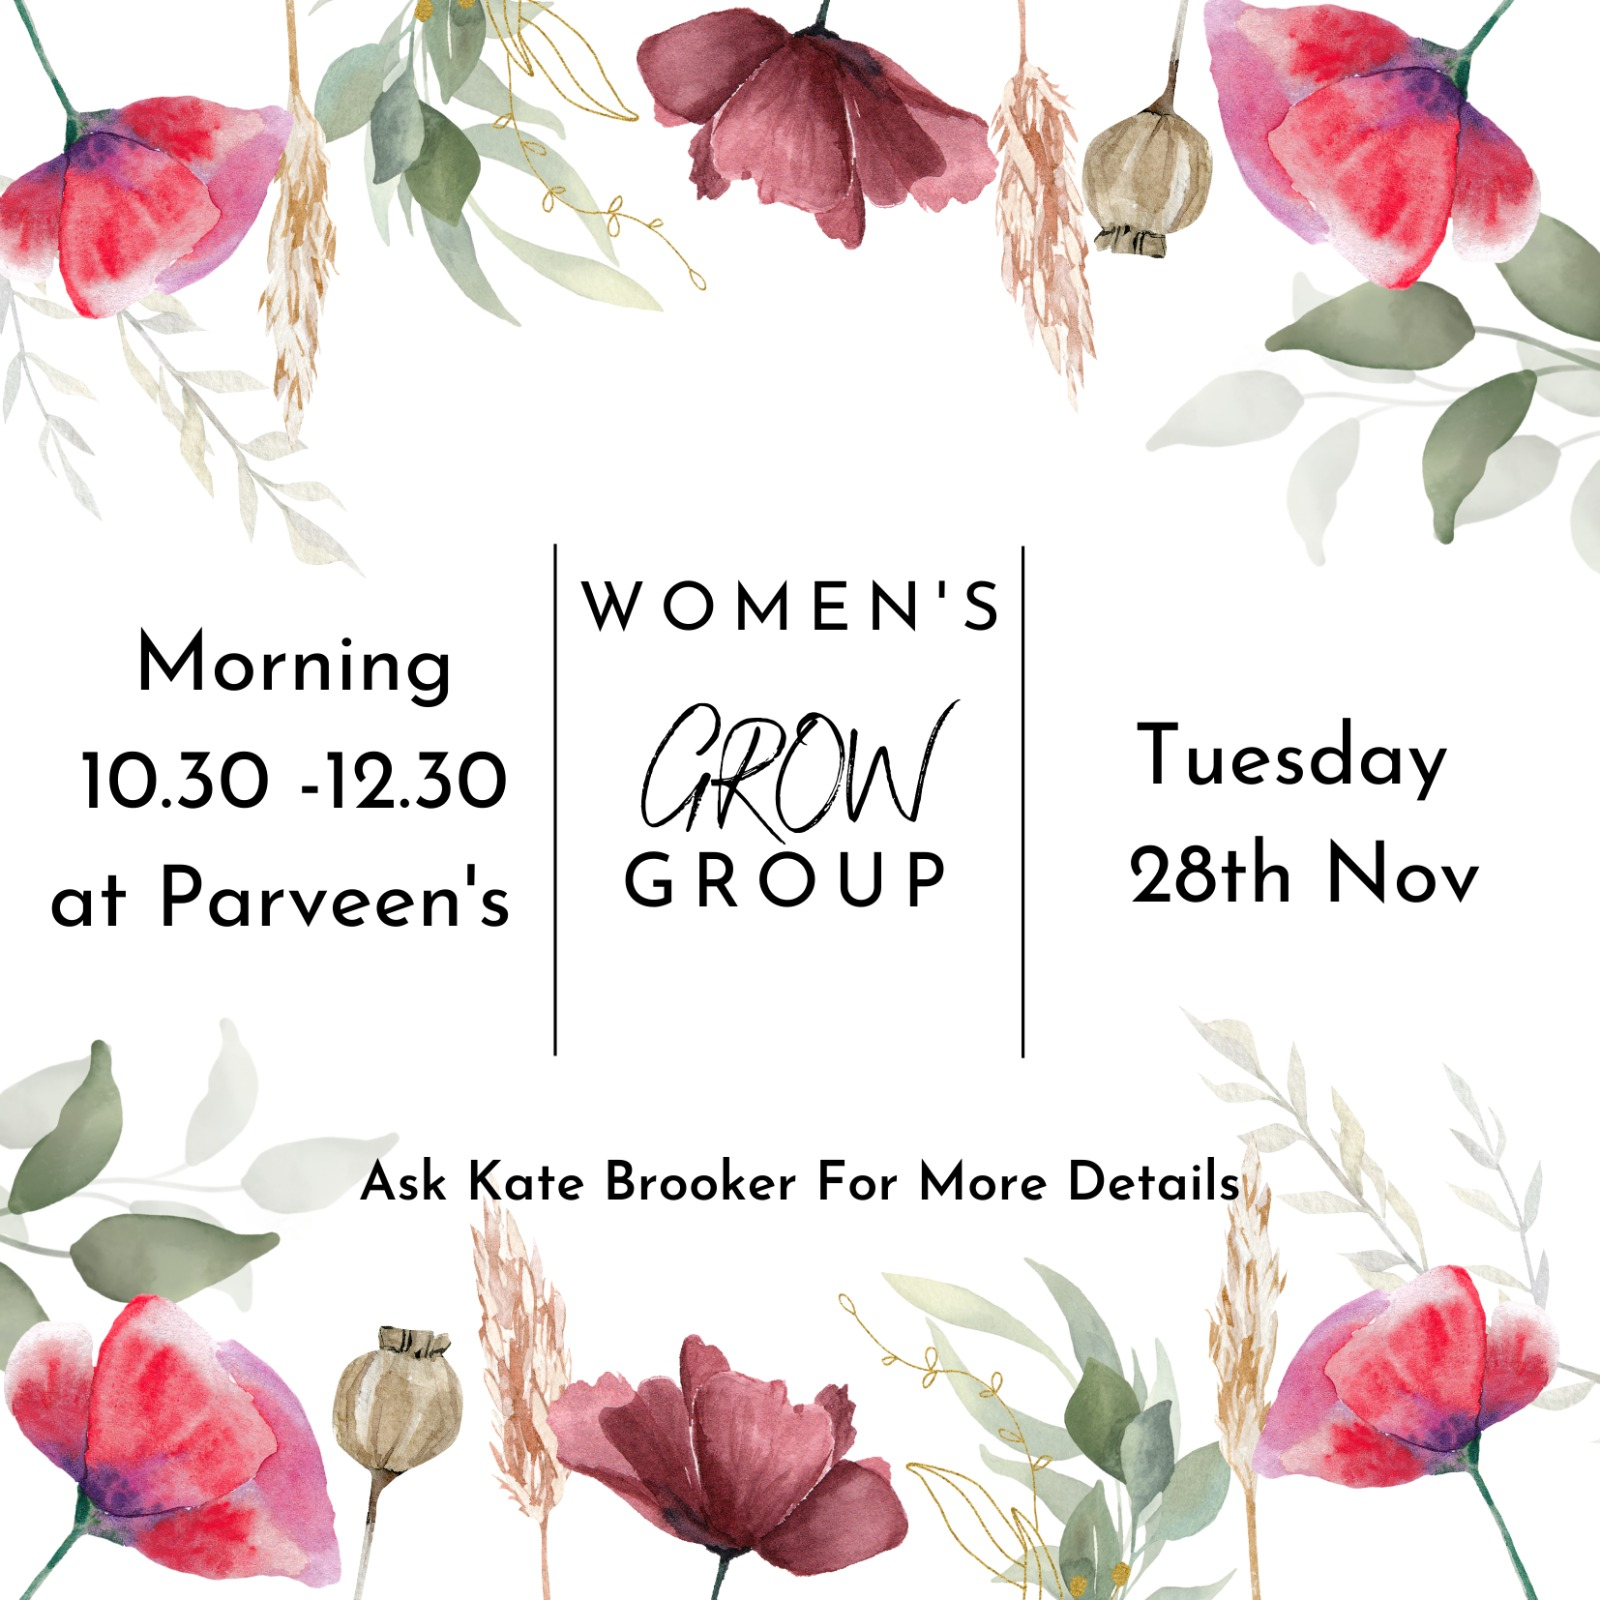 Morning
10.30 -12.30
at Parveen's
WOMEN'S
GROW
GROUP
Tuesday
28th Nov
Ask Kate Brooker For More Details